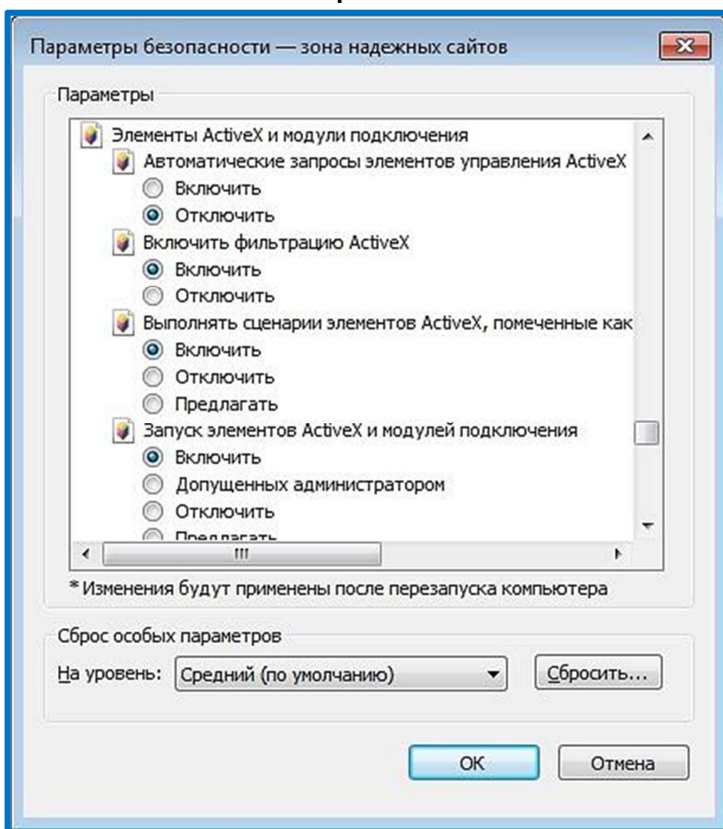 Параметры безопасности — зона надежных сайтов
Параметры
Элементы ActiveX и модули подключения
Автоматические запросы элементов управления ActiveX
Включить
Отключить
Включить фильтрацию ActiveX
Включить
Отключить
Выполнять сценарии элементов ActiveX, помеченные как
Включить
Отключить
Предлагать
Запуск элементов ActiveX и модулей подключения
Включить
Допущенных администратором
Отключить
Предлагать
* Изменения будут применены после перезапуска компьютера
Сброс особых параметров
На уровень: Средний (по умолчанию) Сбросить...
ОК Отмена